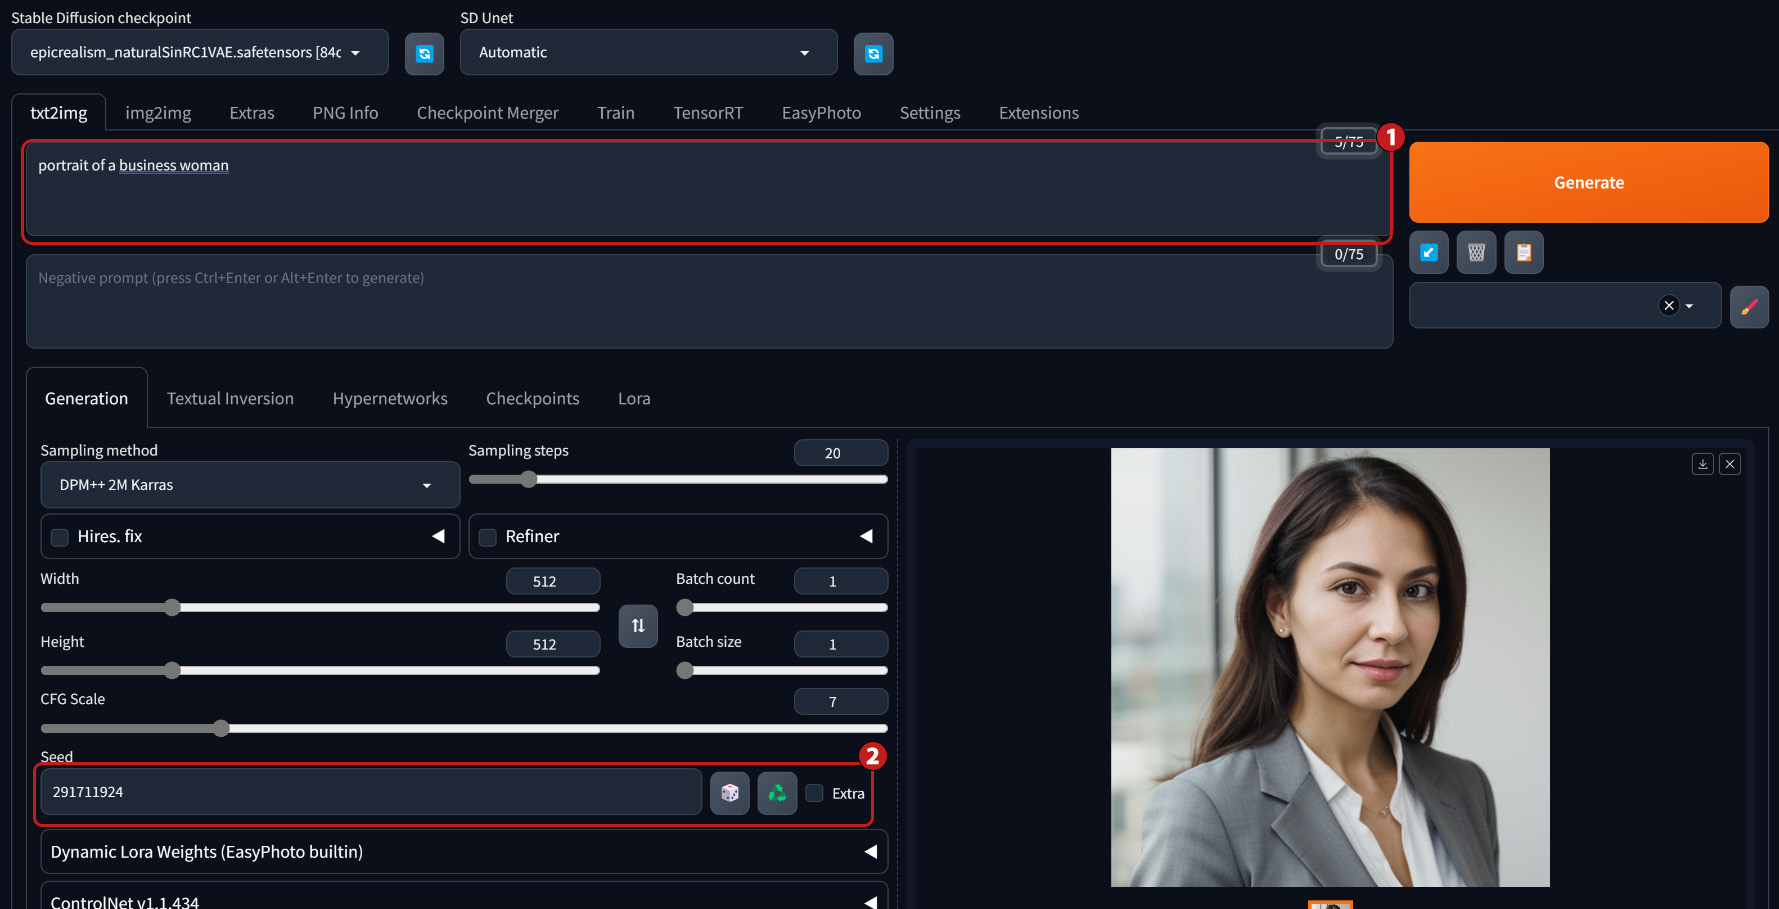 Stable Diffusion checkpoint
SD Unet
epicrealism_naturalSinRC1VAE.safetensors [84c
Automatic
txt2img
img2img
Extras
PNG Info
Checkpoint Merger
Train
TensorRT
EasyPhoto
Settings
Extensions
5/75
1
portrait of a business woman
Generate
0/75
Negative prompt (press Ctrl+Enter or Alt+Enter to generate)
Generation
Textual Inversion
Hypernetworks
Checkpoints
Lora
Sampling method
DPM++ 2M Karras
Sampling steps
20
Hires. fix
Refiner
Width
512
Batch count
1
Height
512
Batch size
1
CFG Scale
7
Seed
2
291711924
Extra
Dynamic Lora Weights (EasyPhoto builtin)
ControlNet v1.1.434